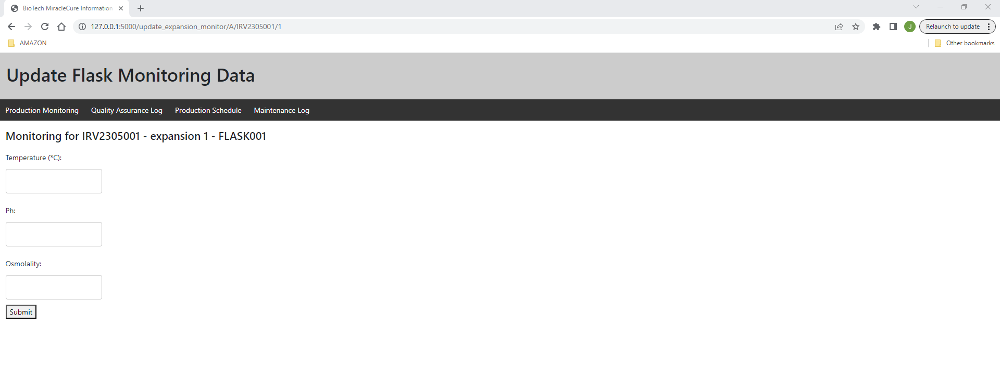 BioTech MiracleCure Information
127.0.0.1:5000/update_expansion_monitor/A/IRV2305001/1
J
Relaunch to update
AMAZON
Other bookmarks
Update Flask Monitoring Data
Production Monitoring Quality Assurance Log Production Schedule Maintenance Log
Monitoring for IRV2305001 - expansion 1 - FLASK001
Temperature (*C):
Ph:
Osmolality:
Submit